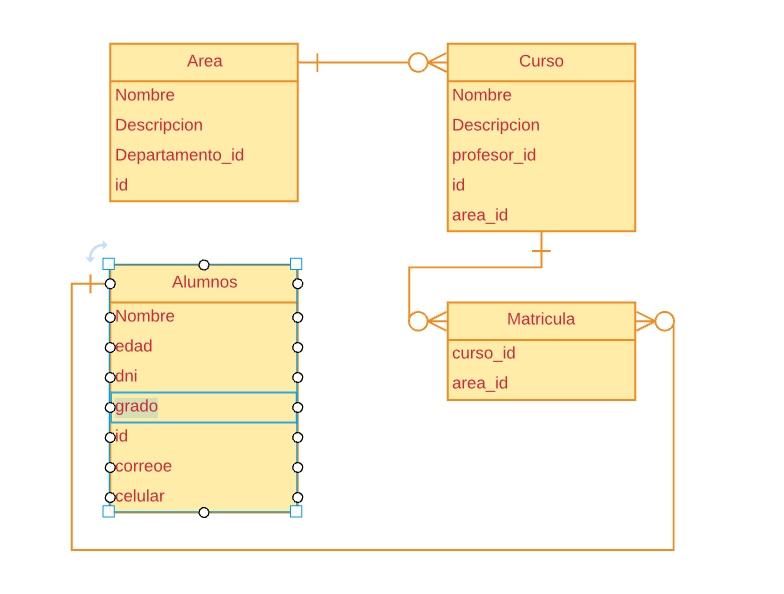 Area
Nombre
Descripcion
Departamento_id
id
Curso
Nombre
Descripcion
profesor_id
id
area_id
Alumnos
Nombre
edad
dni
grado
id
correoe
celular
Matricula
curso_id
area_id